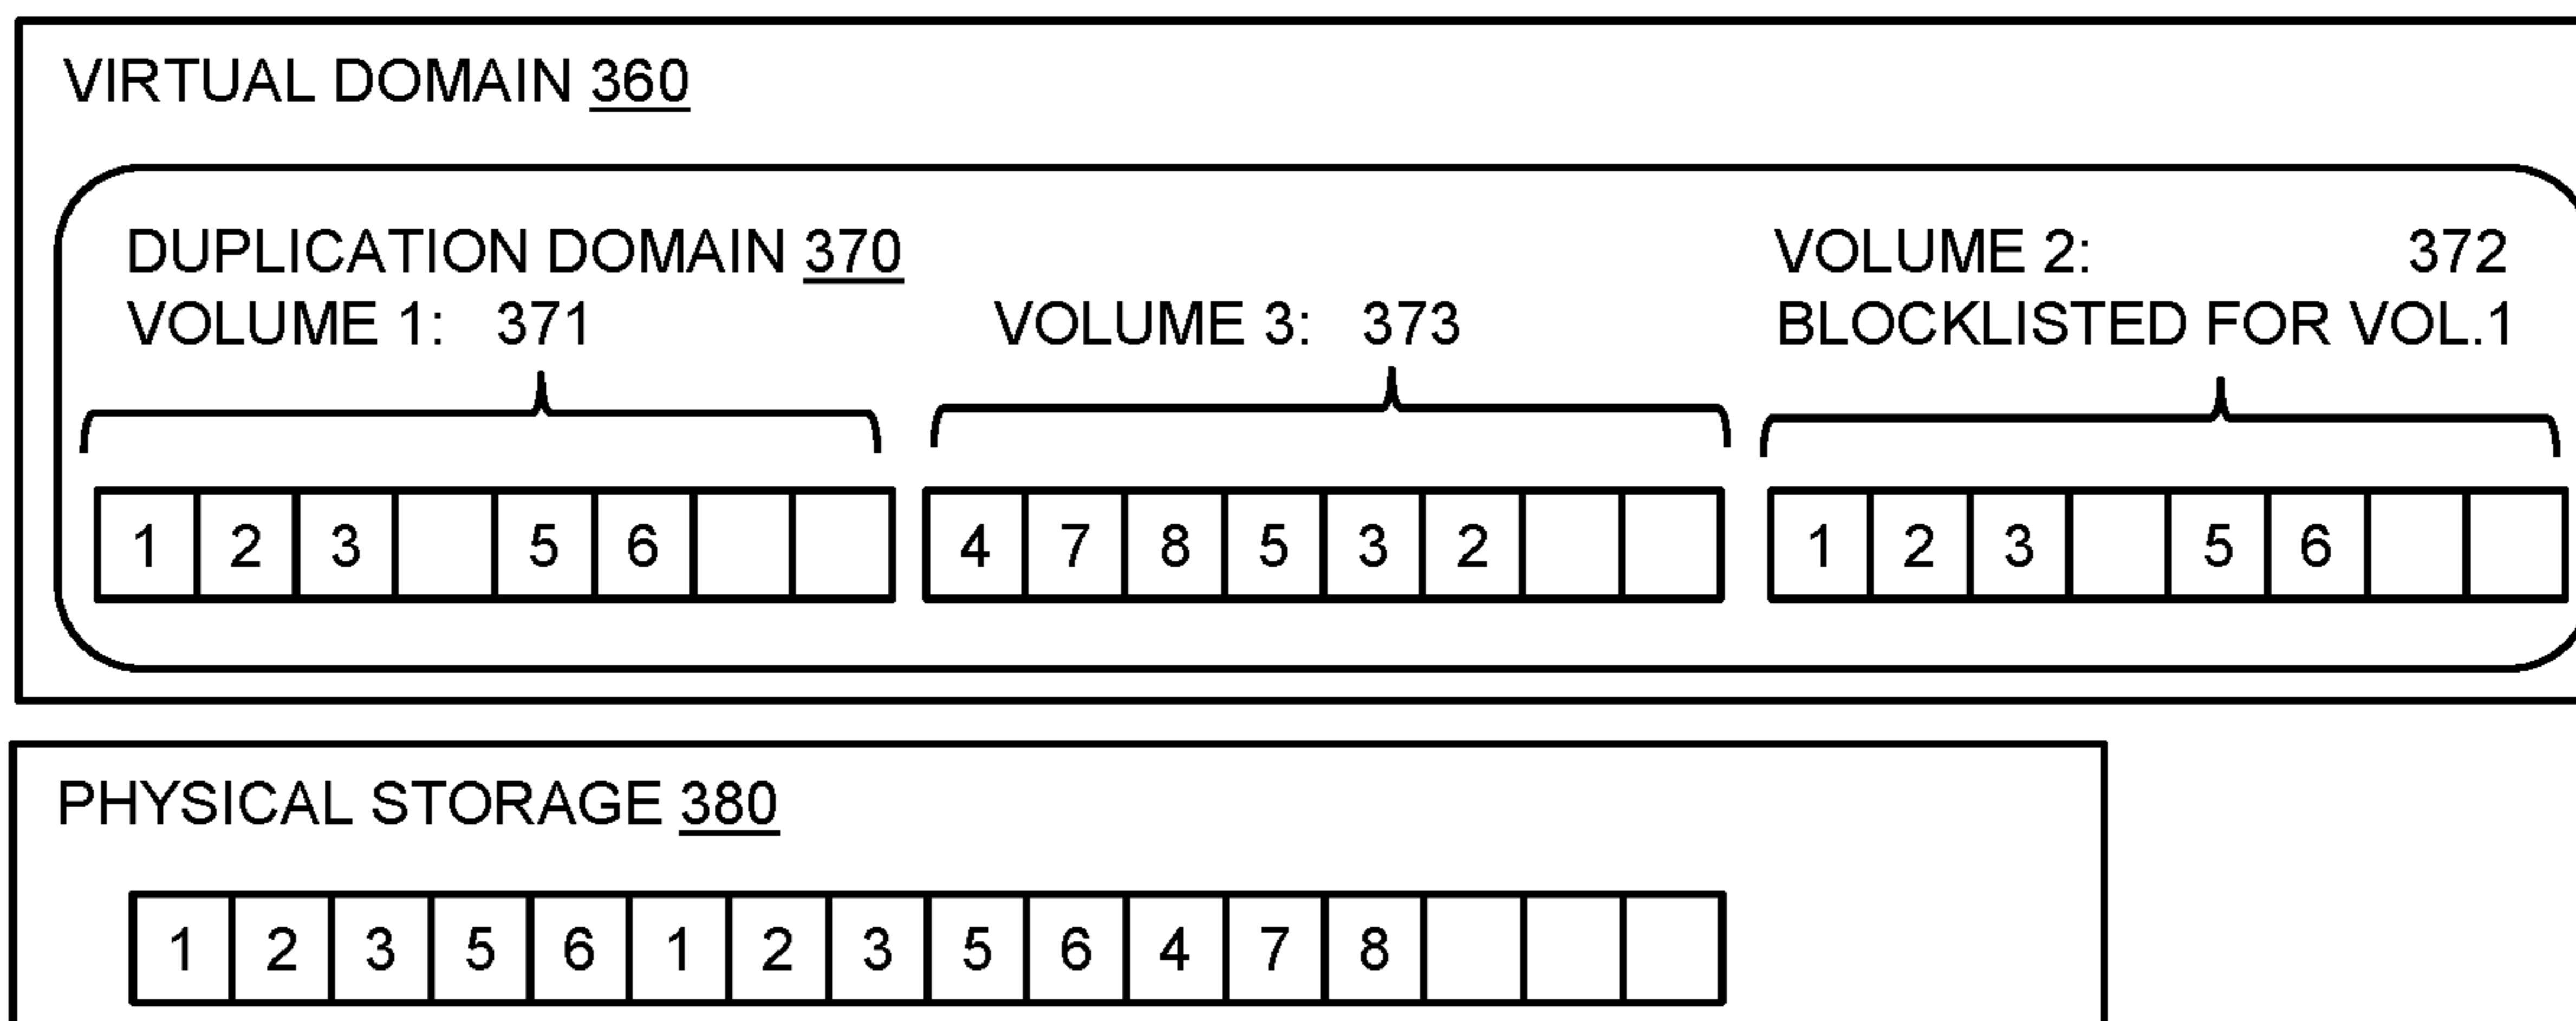 VIRTUAL DOMAIN 360
DUPLICATION DOMAIN 370
VOLUME 1: 371
VOLUME 3: 373
VOLUME 2: 372
BLOCKLISTED FOR VOL.1
1 2 3 5 6
4 7 8 5 3 2
1 2 3 5 6
PHYSICAL STORAGE 380
1 2 3 5 6 1 2 3 5 6 4 7 8